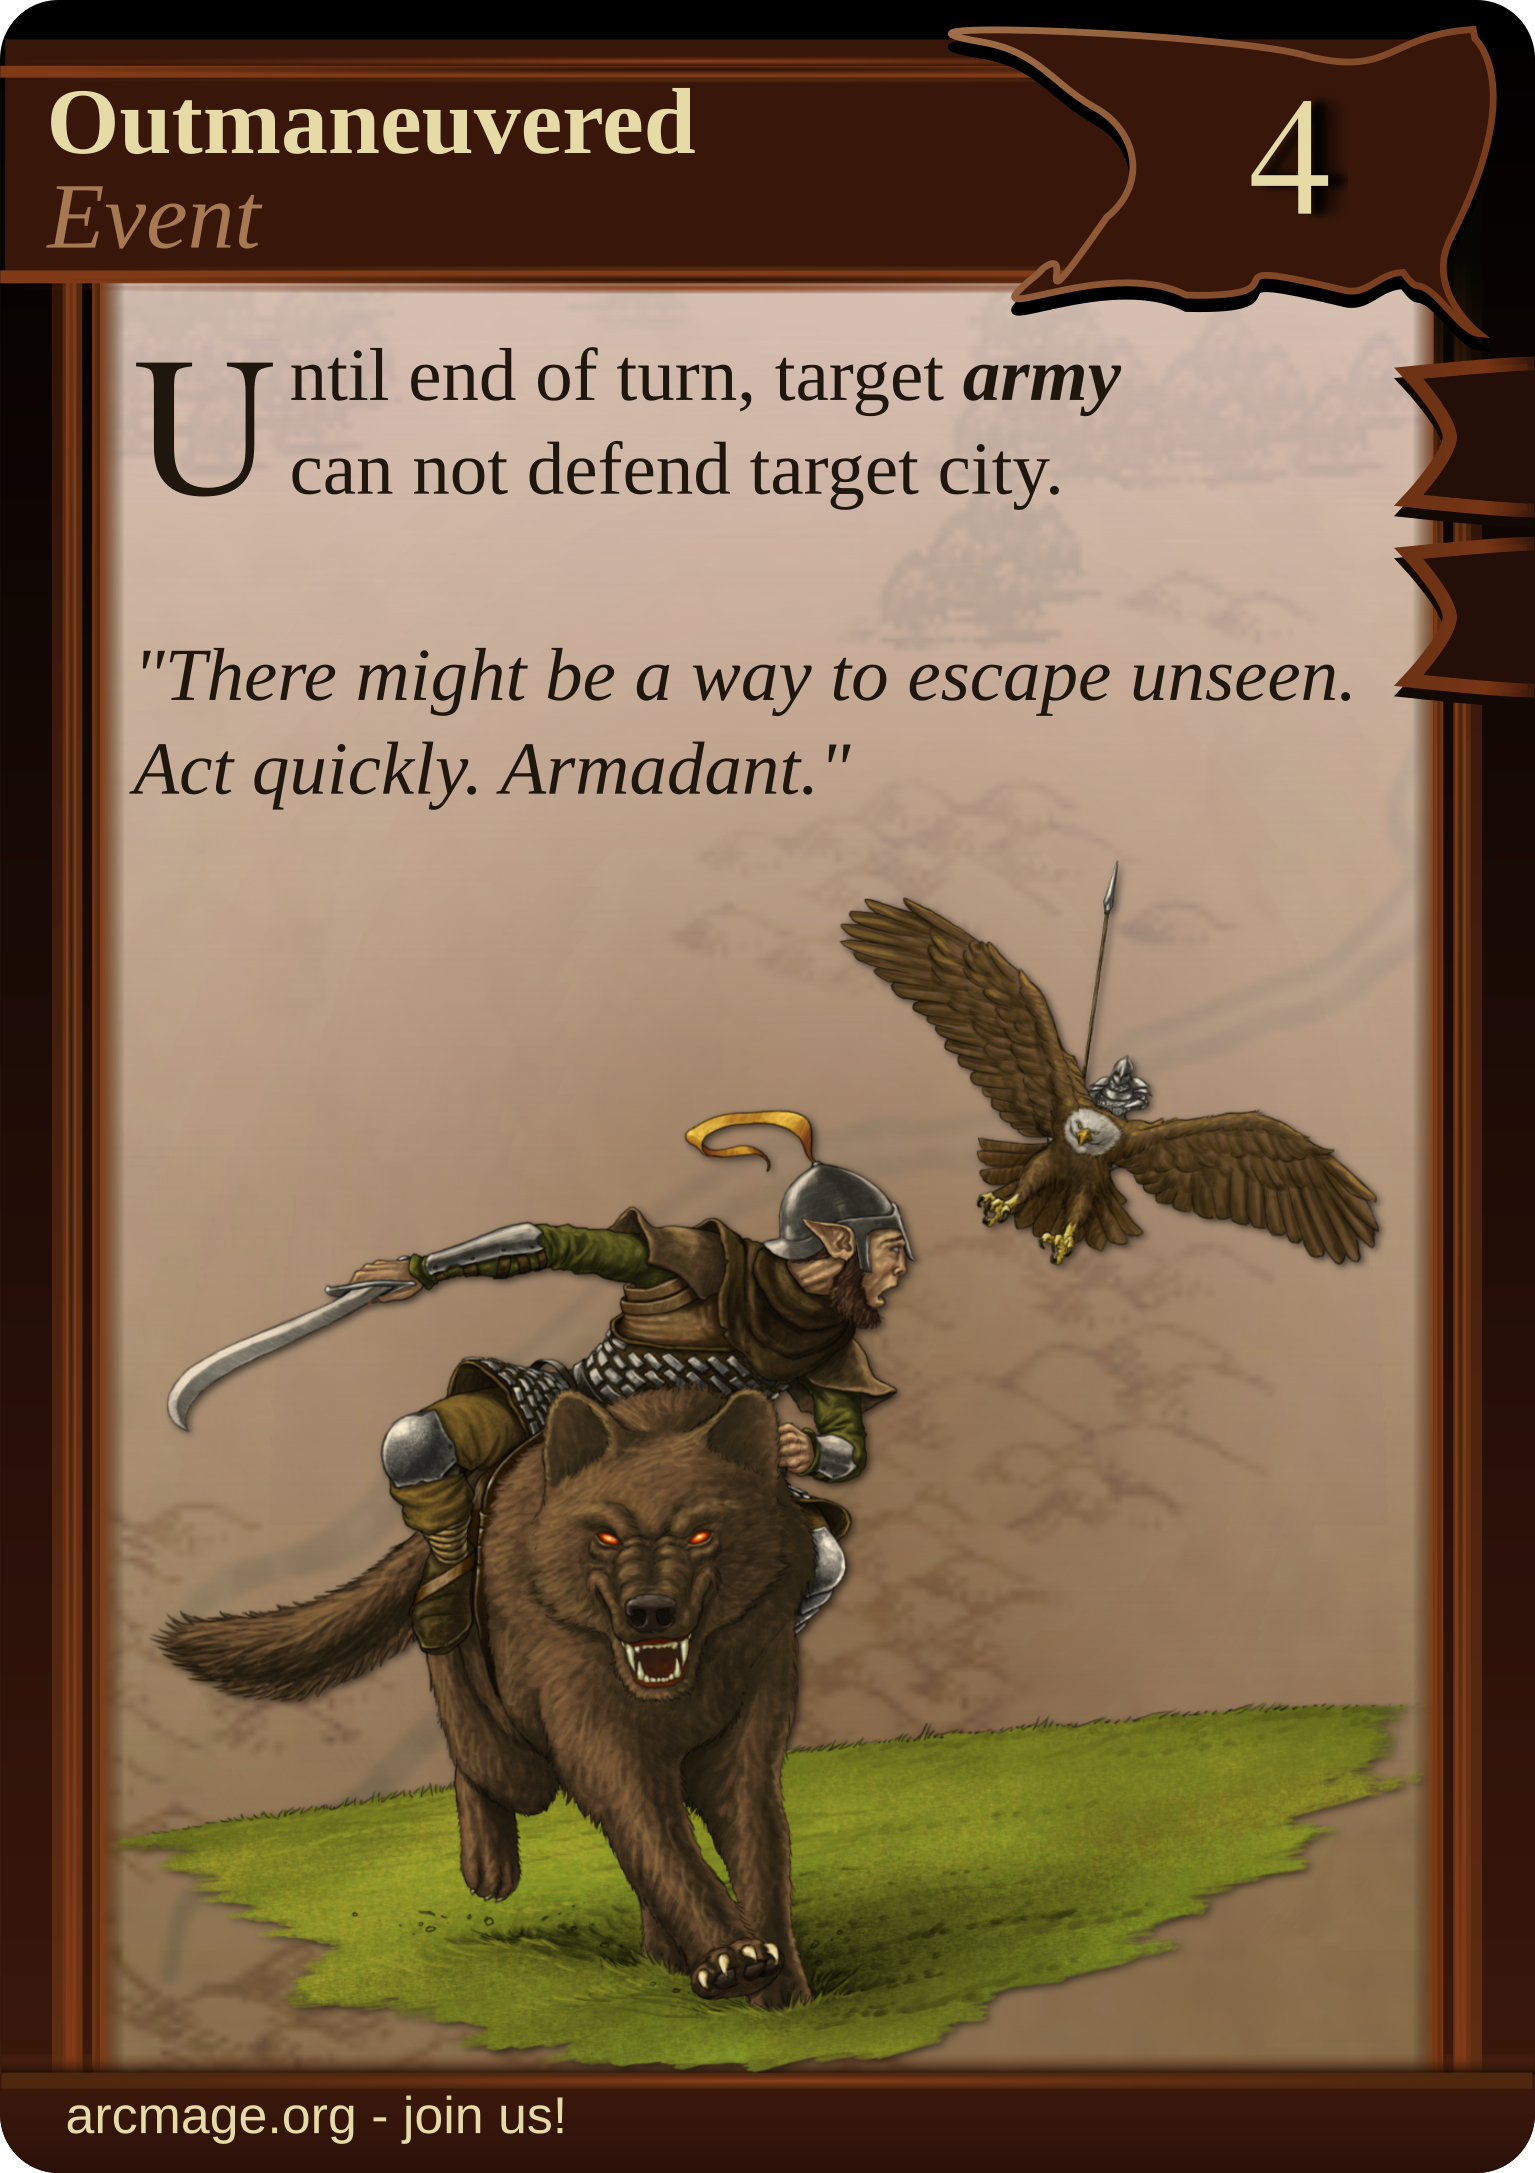 Outmaneuvered
4
Event
Until end of turn, target army
can not defend target city.
"There might be a way to escape unseen.
Act quickly. Armadant."
arcmage.org - join us!